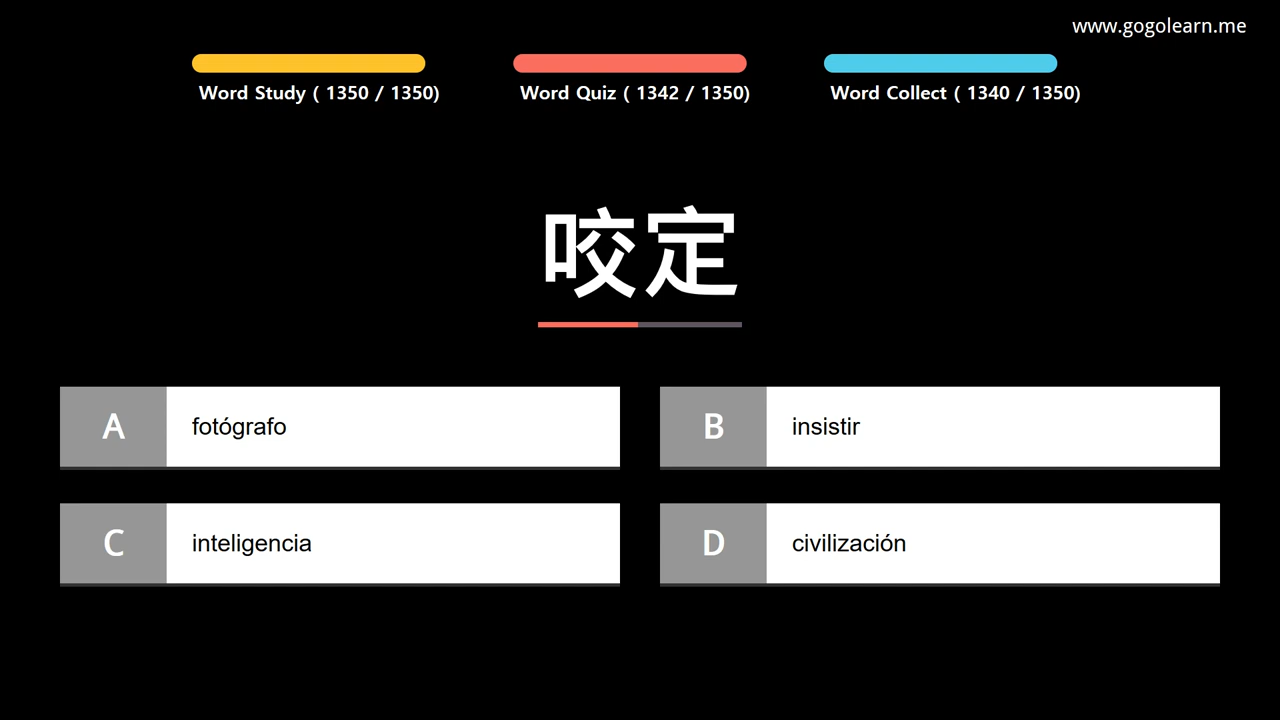 www.gogolearn.me
Word Study ( 1350 / 1350)
Word Quiz ( 1342 / 1350)
Word Collect ( 1340 / 1350)
咬定
A fotógrafo
B insistir
C inteligencia
D civilización